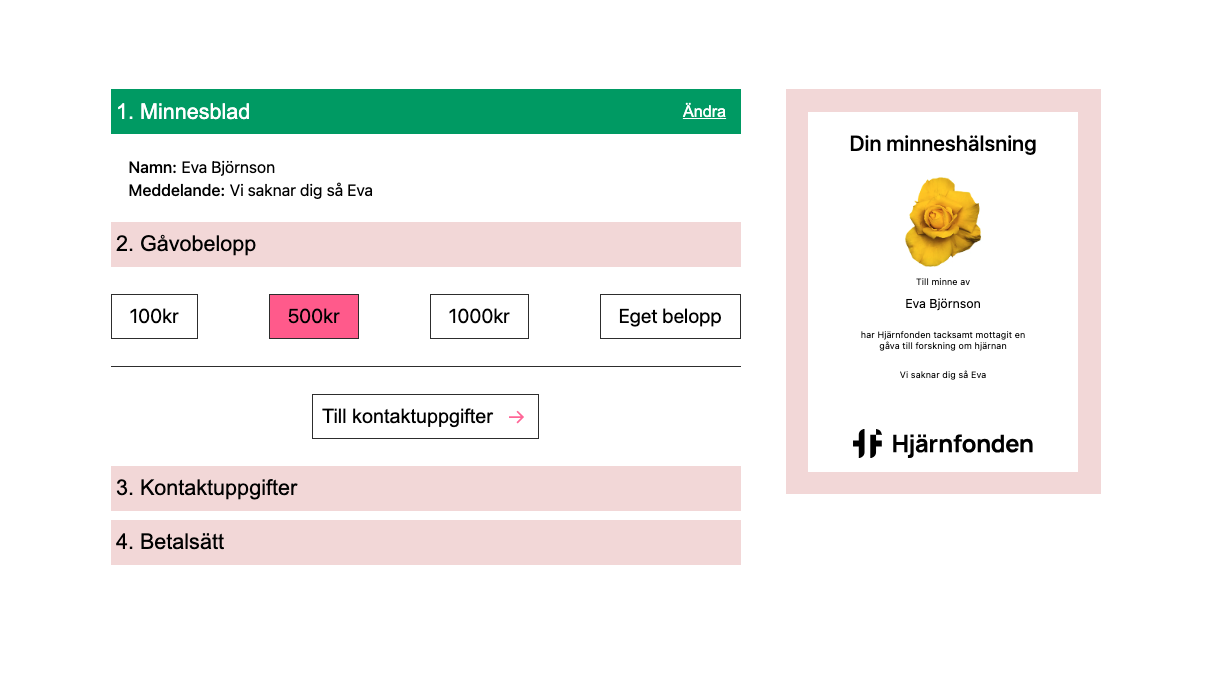 1. Minnesblad
Ändra
Namn: Eva Björnson
Meddelande: Vi saknar dig så Eva
2. Gåvobelopp
100kr
500kr
1000kr
Eget belopp
Till kontaktuppgifter →
3. Kontaktuppgifter
4. Betalsätt
Din minneshälsning
Till minne av
Eva Björnson
har Hjärnfonden tacksamt mottagit en
gåva till forskning om hjärnan
Vi saknar dig så Eva
Hjärnfonden